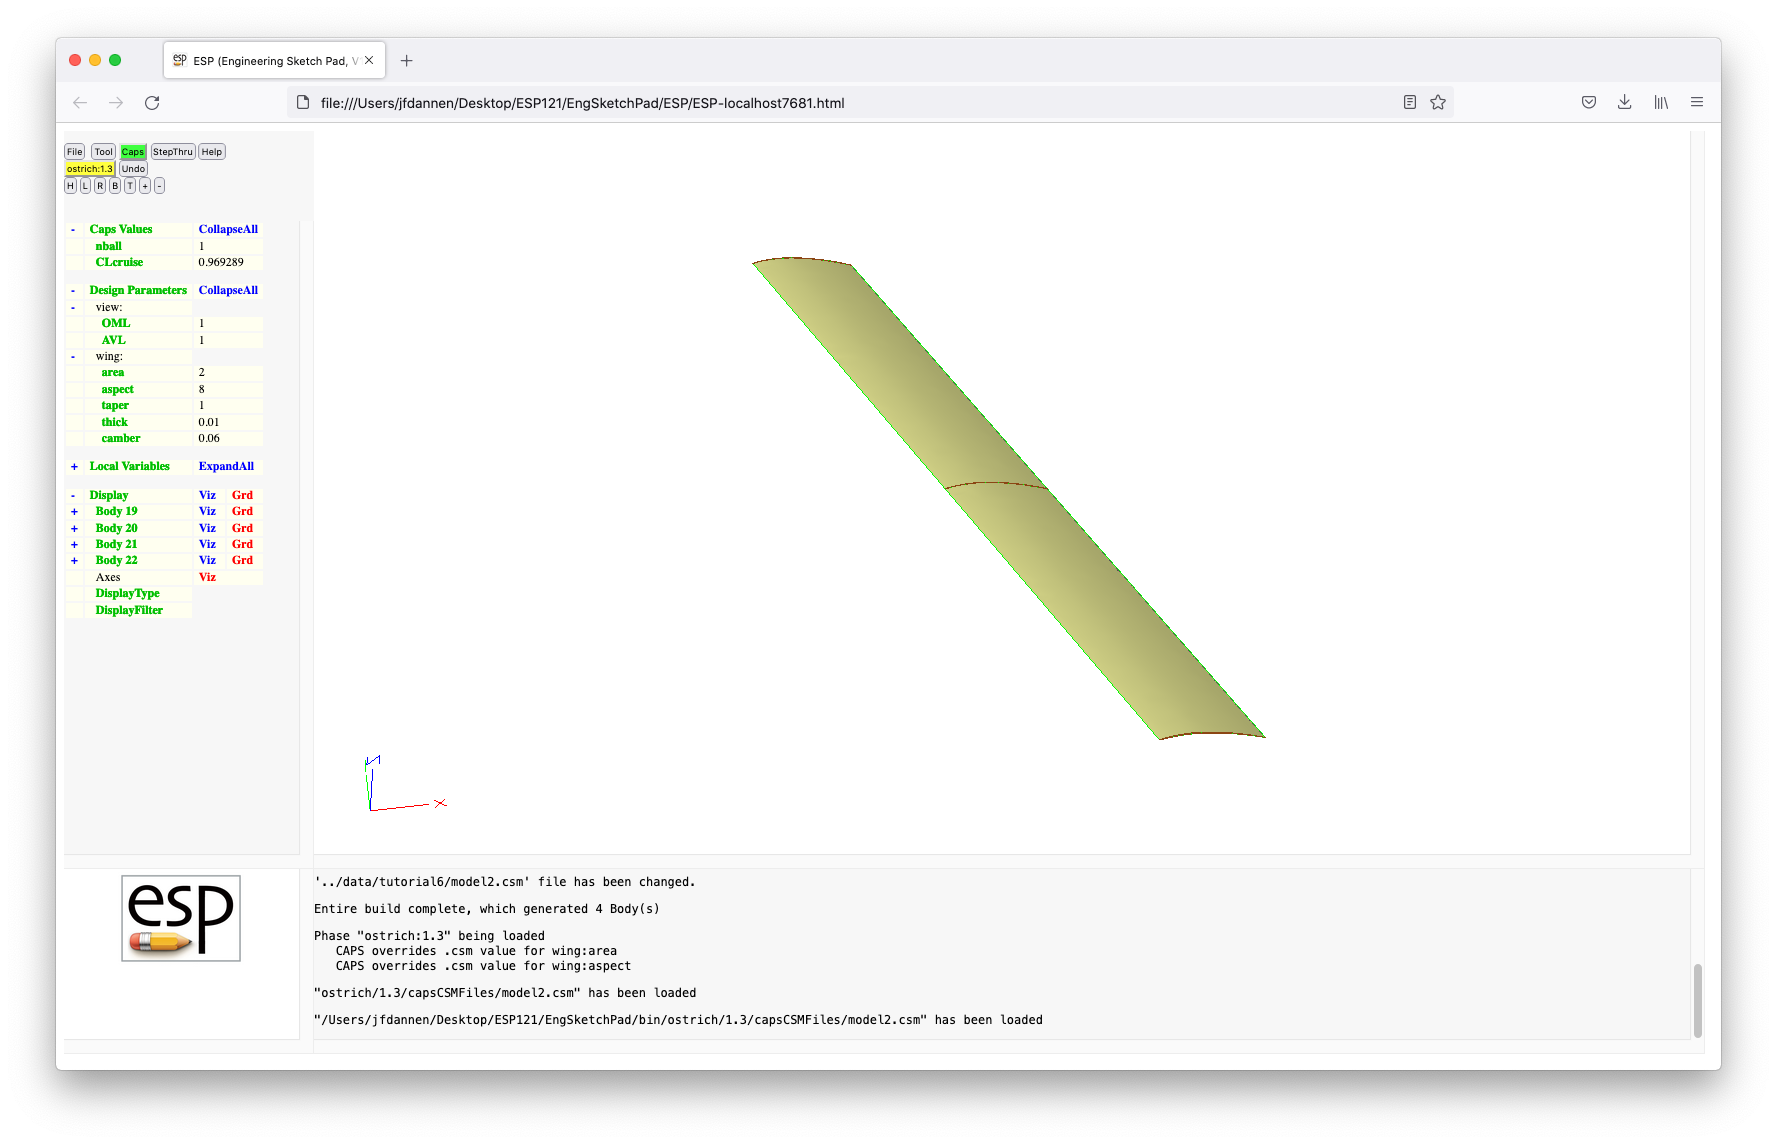 esp ESP (Engineering Sketch Pad, V
file:///Users/jfdannen/Desktop/ESP121/EngSketchPad/ESP/ESP-localhost7681.html
File Tool Caps StepThru Help
ostrich:1.3 Undo
H L R B T + -
- Caps Values CollapseAll
nball 1
CLcruise 0.969289
- Design Parameters CollapseAll
- view:
OML 1
AVL 1
- wing:
area 2
aspect 8
taper 1
thick 0.01
camber 0.06
+ Local Variables ExpandAll
- Display Viz Grd
+ Body 19 Viz Grd
+ Body 20 Viz Grd
+ Body 21 Viz Grd
+ Body 22 Viz Grd
Axes Viz
DisplayType
DisplayFilter
X
esp
'../data/tutorial6/model2.csm' file has been changed.
Entire build complete, which generated 4 Body(s)
Phase "ostrich:1.3" being loaded
CAPS overrides .csm value for wing:area
CAPS overrides .csm value for wing:aspect
"ostrich/1.3/capsCSMFiles/model2.csm" has been loaded
"/Users/jfdannen/Desktop/ESP121/EngSketchPad/bin/ostrich/1.3/capsCSMFiles/model2.csm" has been loaded